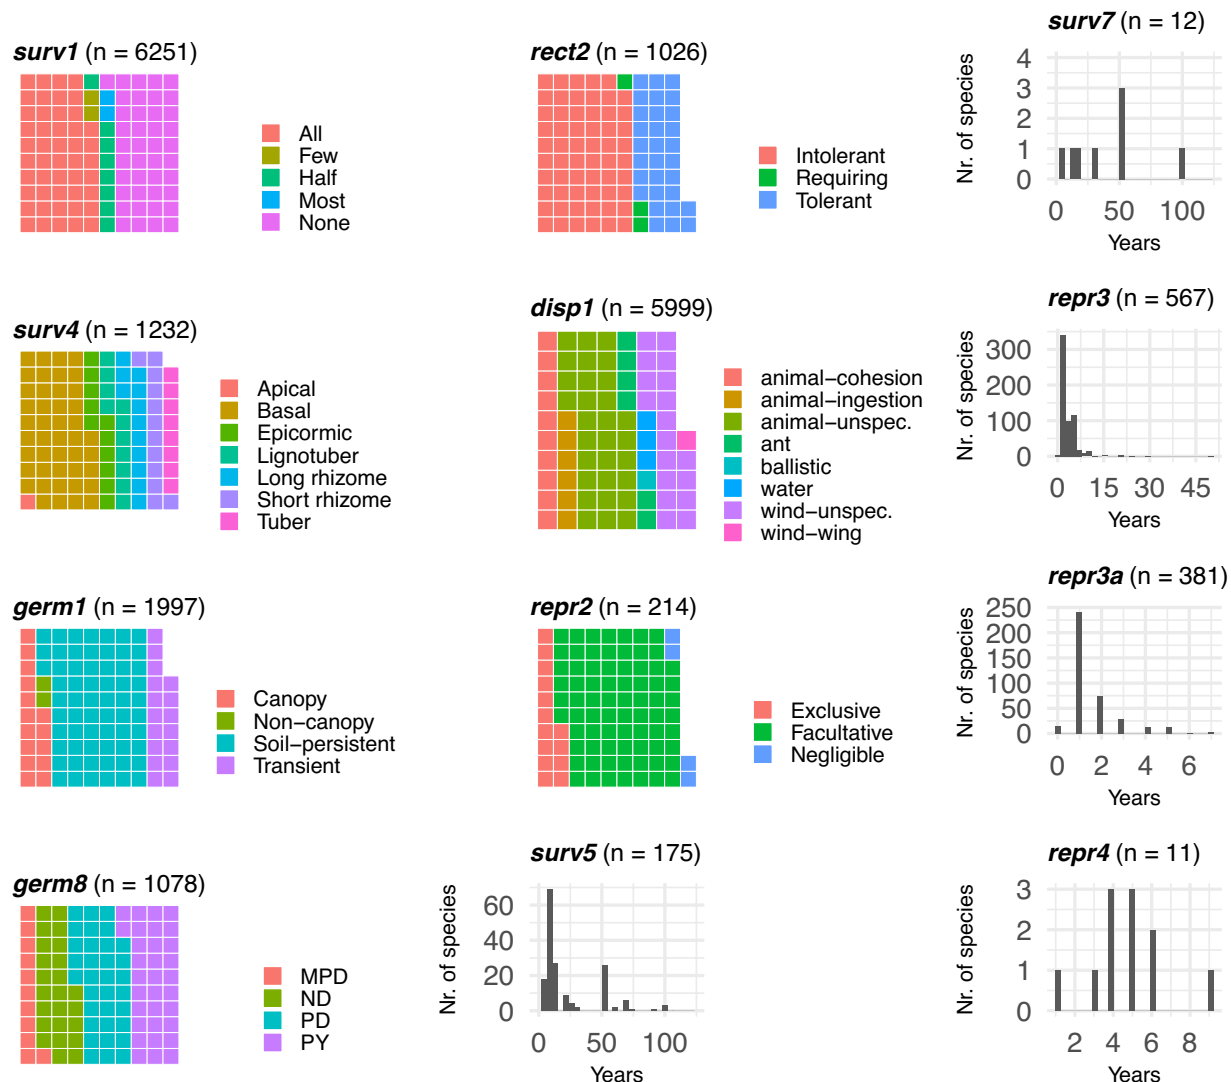 surv1 (n = 6251)
All
Few
Half
Most
None
rect2 (n = 1026)
Intolerant
Requiring
Tolerant
surv7 (n = 12)
Nr. of species
4
3
2
1
0
0 50 100
Years
surv4 (n = 1232)
Apical
Basal
Epicormic
Lignotuber
Long rhizome
Short rhizome
Tuber
disp1 (n = 5999)
animal−cohesion
animal−ingestion
animal−unspec.
ant
ballistic
water
wind−unspec.
wind−wing
repr3 (n = 567)
Nr. of species
300
200
100
0
0 15 30 45
Years
germ1 (n = 1997)
Canopy
Non−canopy
Soil−persistent
Transient
repr2 (n = 214)
Exclusive
Facultative
Negligible
repr3a (n = 381)
Nr. of species
250
200
150
100
50
0
0 2 4 6
Years
germ8 (n = 1078)
MPD
ND
PD
PY
surv5 (n = 175)
Nr. of species
60
40
20
0
0 50 100
Years
repr4 (n = 11)
Nr. of species
3
2
1
0
2 4 6 8
Years